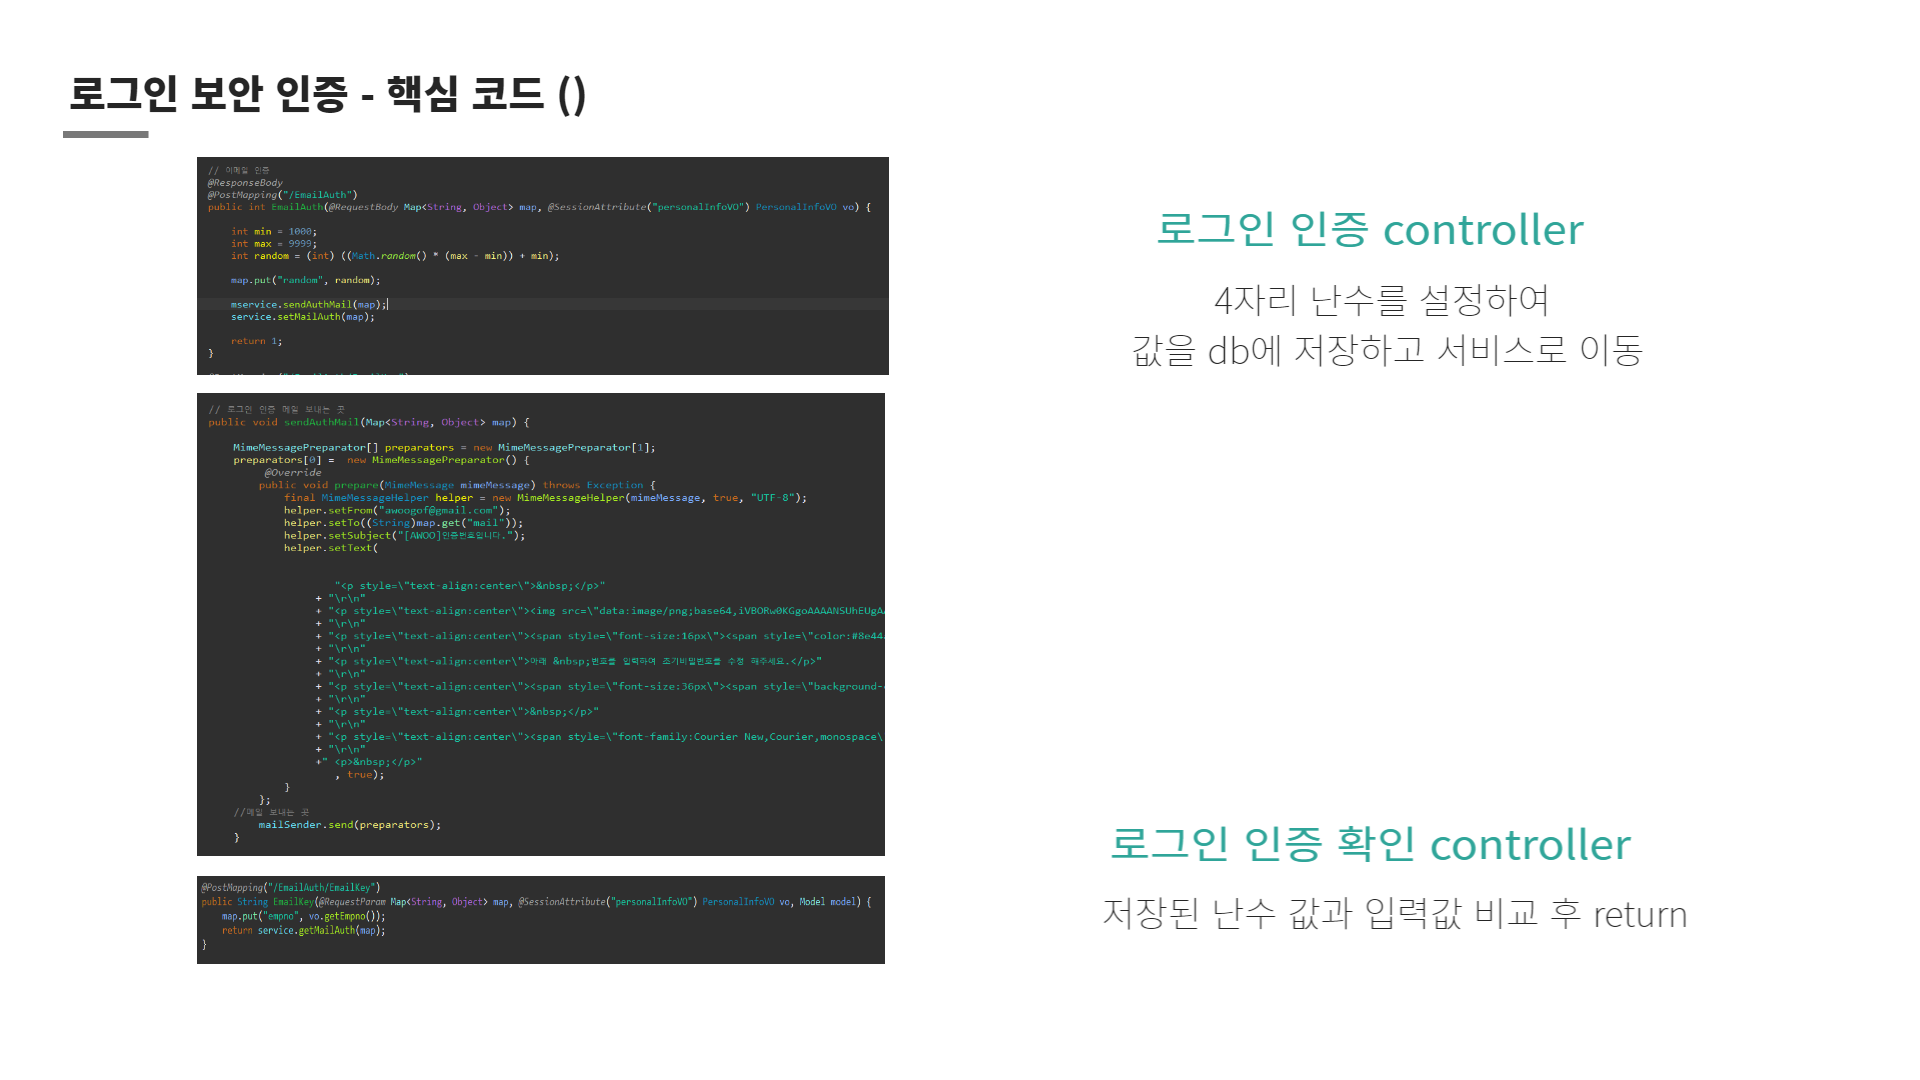 로그인 보안 인증 - 핵심 코드 ()
// 이메일 인증
@ResponseBody
@PostMapping("/EmailAuth")
public int EmailAuth(@RequestBody Map<String, Object> map, @SessionAttribute("personalInfoVO") PersonalInfoVO vo) {
int min = 1000;
int max = 9999;
int random = (int) ((Math.random() * (max - min)) + min);
map.put("random", random);
mservice.sendAuthMail(map);
service.setMailAuth(map);
return 1;
}
로그인 인증 controller
4자리 난수를 설정하여
값을 db에 저장하고 서비스로 이동
// 로그인 인증 메일 보내는 곳
public void sendAuthMail(Map<String, Object> map) {
MimeMessagePreparator[] preparators = new MimeMessagePreparator[1];
preparators[0] =  new MimeMessagePreparator() {
@Override
public void prepare(MimeMessage mimeMessage) throws Exception {
final MimeMessageHelper helper = new MimeMessageHelper(mimeMessage, true, "UTF-8");
helper.setFrom("awoogof@gmail.com");
helper.setTo((String)map.get("mail"));
helper.setSubject("[AWOO]인증번호입니다.");
helper.setText(
"<p style=\"text-align:center\">&nbsp;</p>"
+ "\r\n"
+ "<p style=\"text-align:center\"><img src=\"data:image/png;base64,iVBORw0KGgoAAAANSUhEUgA
+ "\r\n"
+ "<p style=\"text-align:center\"><span style=\"font-size:16px\"><span style=\"color:#8e44
+ "\r\n"
+ "<p style=\"text-align:center\">아래 &nbsp;번호를 입력하여 초기비밀번호를 수정 해주세요.</p>"
+ "\r\n"
+ "<p style=\"text-align:center\"><span style=\"font-size:36px\"><span style=\"background-
+ "\r\n"
+ "<p style=\"text-align:center\">&nbsp;</p>"
+ "\r\n"
+ "<p style=\"text-align:center\"><span style=\"font-family:Courier New,Courier,monospace\
+ "\r\n"
+" <p>&nbsp;</p>"
, true);
}
};
//메일 보내는 곳
mailSender.send(preparators);
}
로그인 인증 확인 controller
저장된 난수 값과 입력값 비교 후 return
@PostMapping("/EmailAuth/EmailKey")
public String EmailKey(@RequestParam Map<String, Object> map, @SessionAttribute("personalInfoVO") PersonalInfoVO vo, Model model) {
map.put("empno", vo.getEmpno());
return service.getMailAuth(map);
}